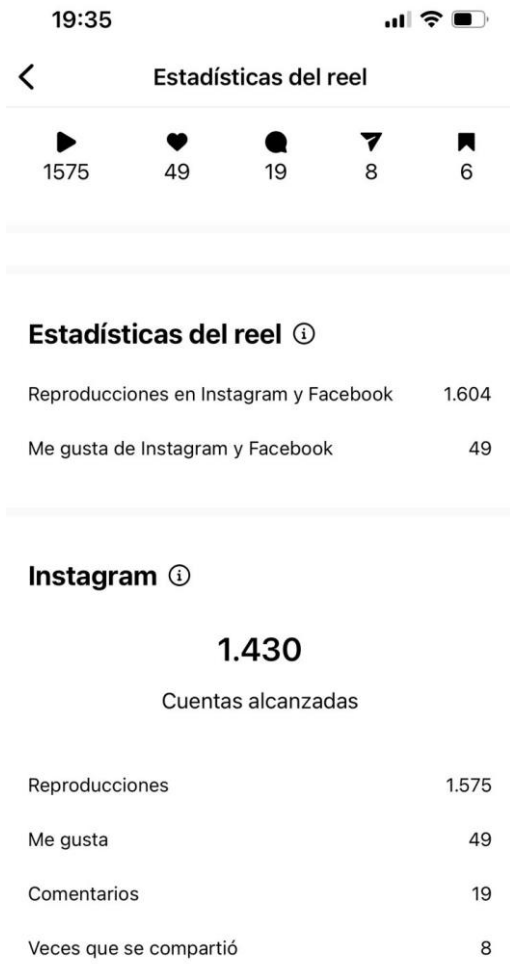 19:35
Estadísticas del reel
1575 49 19 8 6
Estadísticas del reel
Reproducciones en Instagram y Facebook 1.604
Me gusta de Instagram y Facebook 49
Instagram
1.430
Cuentas alcanzadas
Reproducciones 1.575
Me gusta 49
Comentarios 19
Veces que se compartió 8